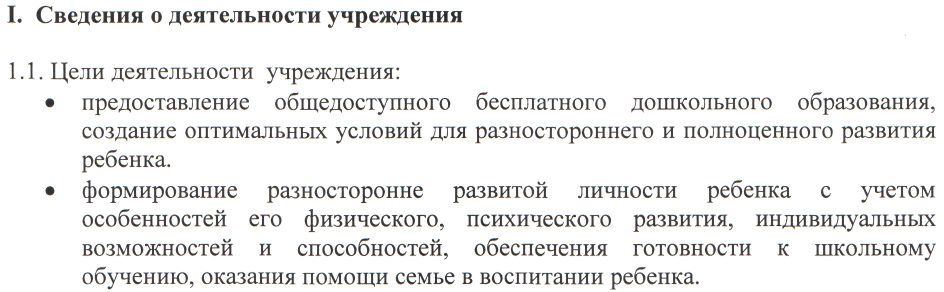 I. Сведения о деятельности учреждения
1.1. Цели деятельности учреждения:
• предоставление общедоступного бесплатного дошкольного образования,
создание оптимальных условий для разностороннего и полноценного развития
ребенка.
• формирование разносторонне развитой личности ребенка с учетом
особенностей его физического, психического развития, индивидуальных
возможностей и способностей, обеспечения готовности к школьному
обучению, оказания помощи семье в воспитании ребенка.